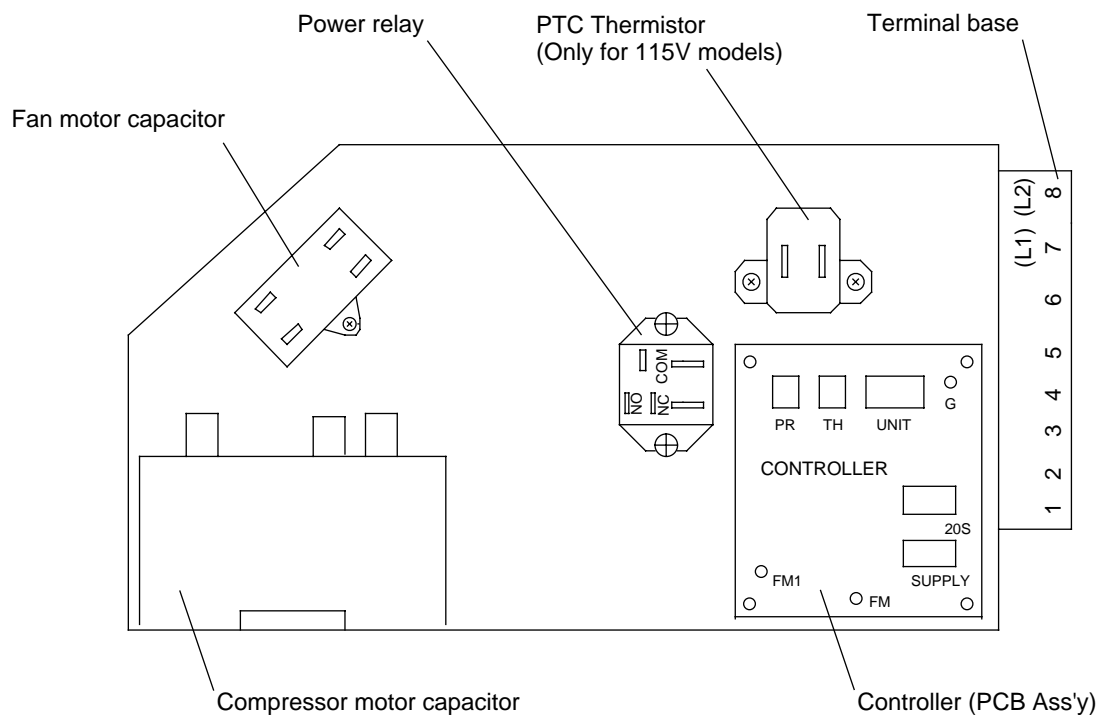 Power relay
PTC Thermistor
(Only for 115V models)
Terminal base
Fan motor capacitor
(L1) (L2)
8
7
6
5
4
3
2
1
COM
NO
NC
PR
TH
UNIT
G
CONTROLLER
20S
SUPPLY
FM1
FM
Compressor motor capacitor
Controller (PCB Ass'y)